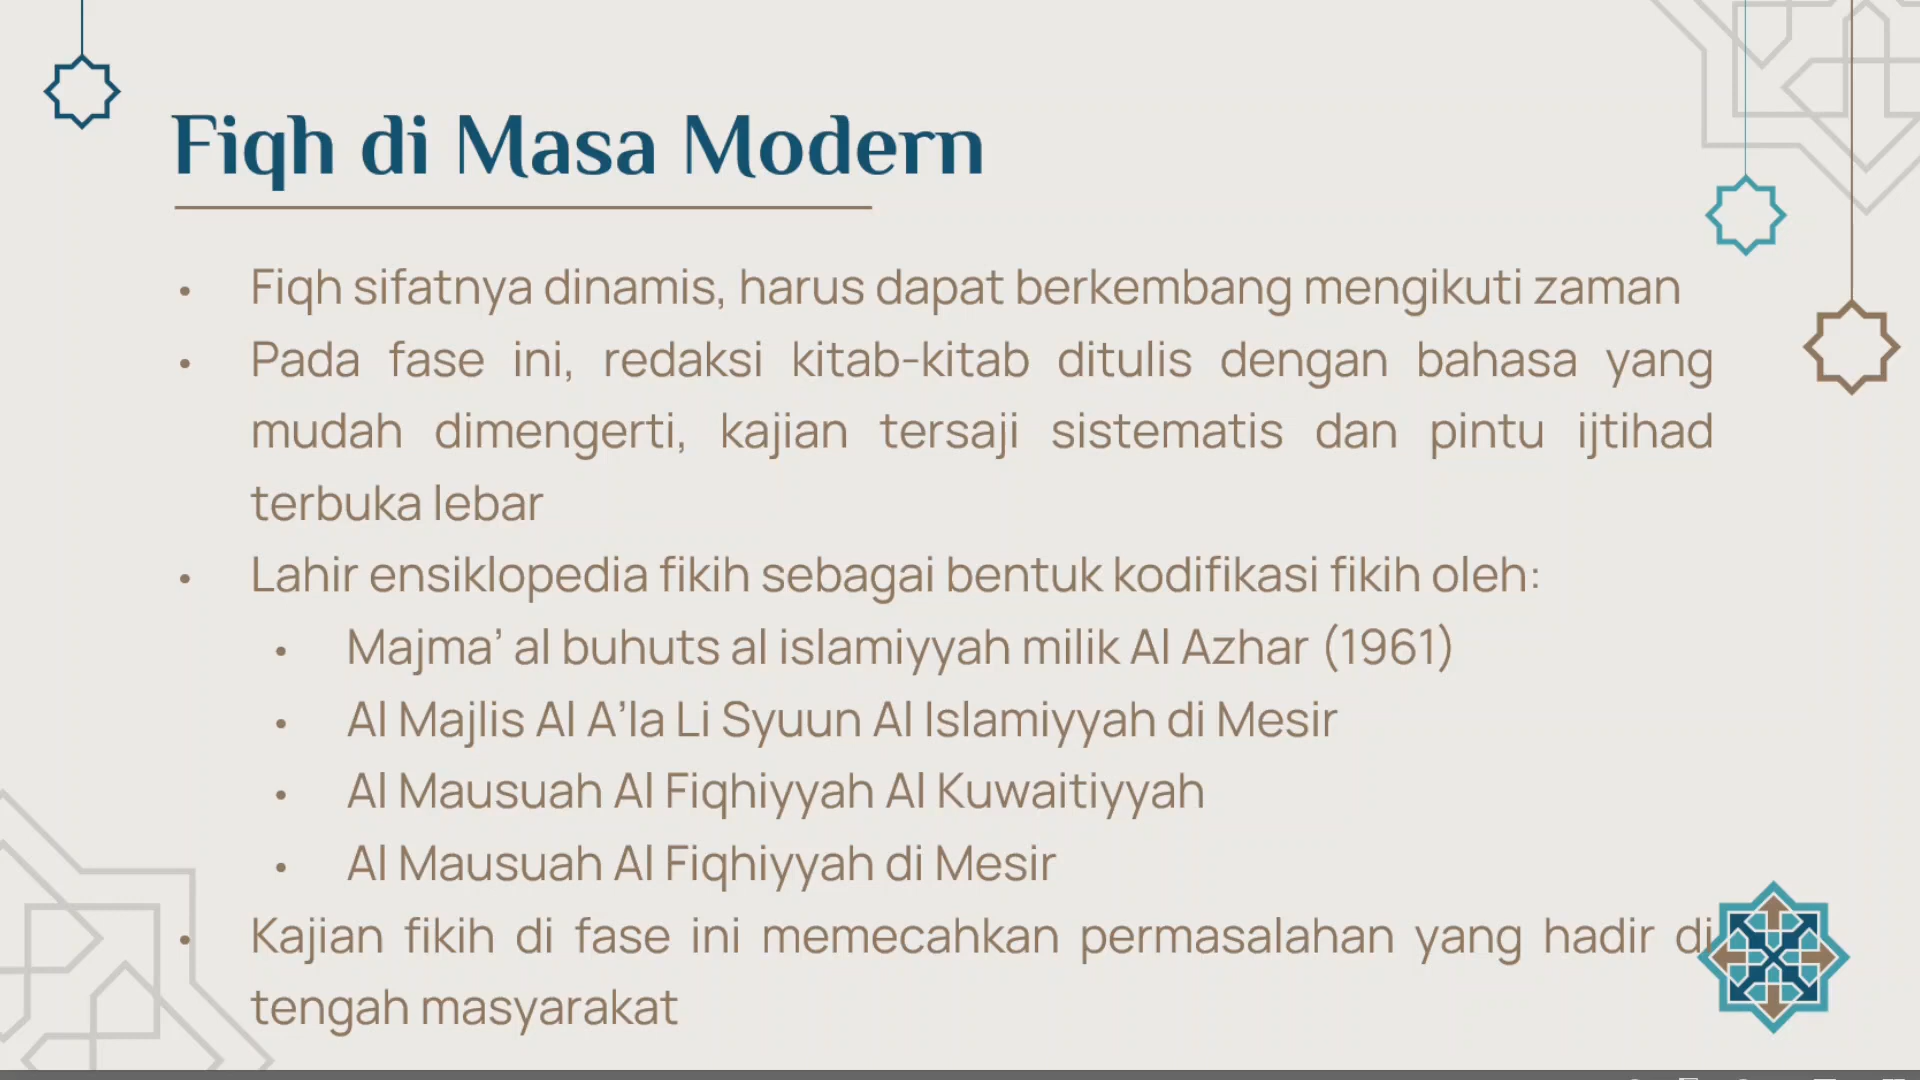 Fiqh di Masa Modern
• Fiqh sifatnya dinamis, harus dapat berkembang mengikuti zaman
• Pada fase ini, redaksi kitab-kitab ditulis dengan bahasa yang
mudah dimengerti, kajian tersaji sistematis dan pintu ijtihad
terbuka lebar
• Lahir ensiklopedia fikih sebagai bentuk kodifikasi fikih oleh:
• Majma’ al buhuts al islamiyyah milik Al Azhar (1961)
• Al Majlis Al A’la Li Syuun Al Islamiyyah di Mesir
• Al Mausuah Al Fiqhiyyah Al Kuwaitiyyah
• Al Mausuah Al Fiqhiyyah di Mesir
• Kajian fikih di fase ini memecahkan permasalahan yang hadir di
tengah masyarakat